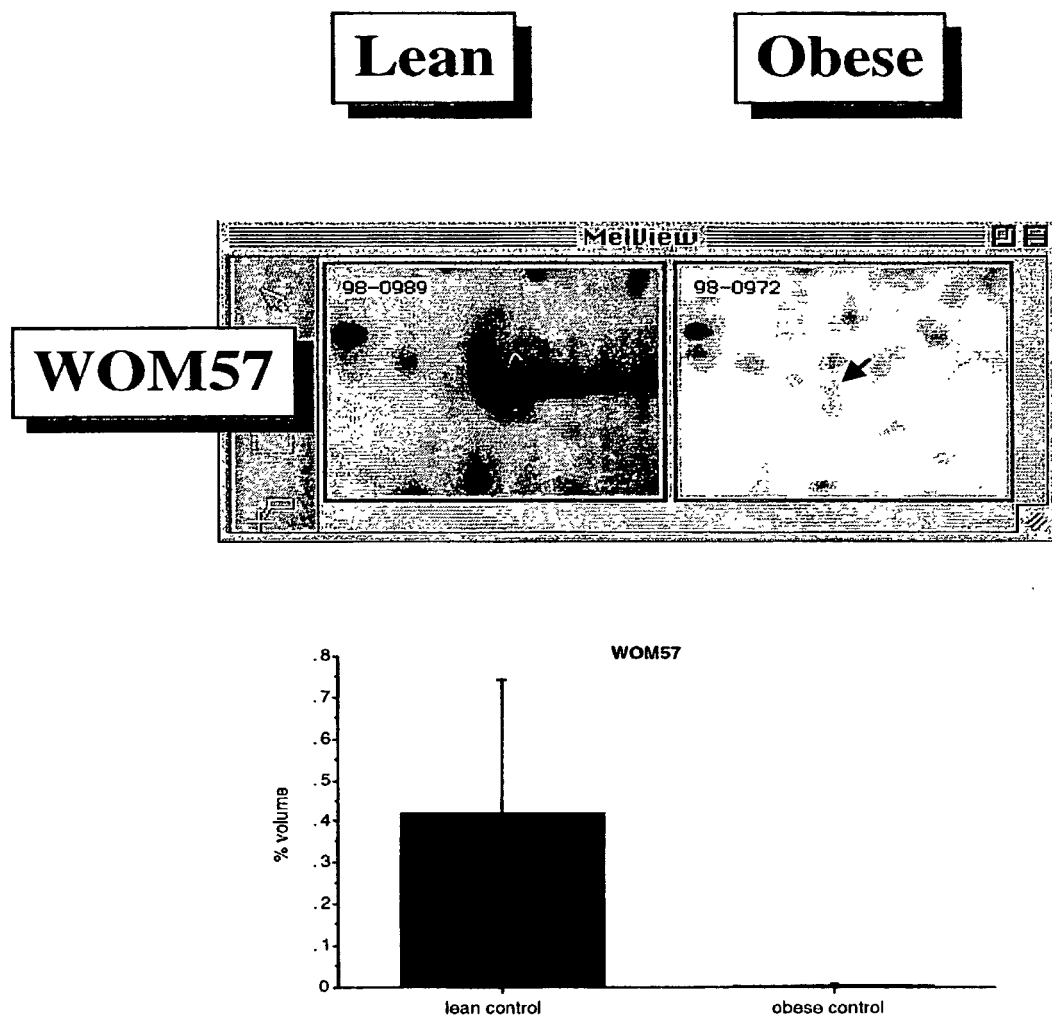 Lean Obese
MelView
98-0989 98-0972
WOM57
WOM57
.8
.7
.6
.5
.4
.3
.2
.1
0
% volume
lean control obese control